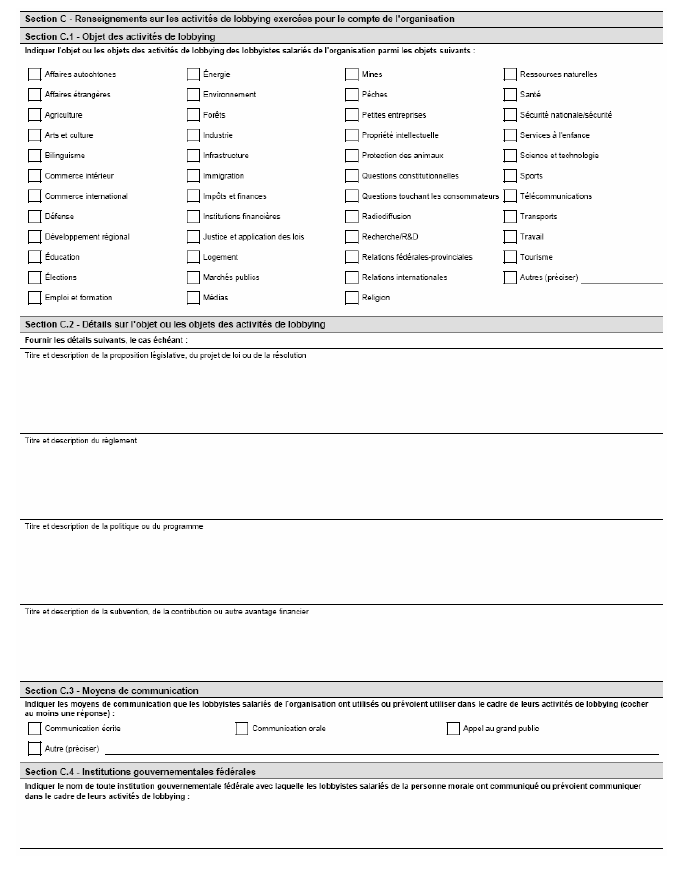 Section C - Renseignements sur les activités de lobbying exercées pour le compte de l'organisation
Section C.1 - Objet des activités de lobbying
Indiquer l'objet ou les objets des activités de lobbying des lobbyistes salariés de l'organisation parmi les objets suivants :
Affaires autochtones Énergie Mines Ressources naturelles
Affaires étrangères Environnement Pêches Santé
Agriculture Forêts Petites entreprises Sécurité nationale/sécurité
Arts et culture Industrie Propriété intellectuelle Services à l'enfance
Bilinguisme Infrastructure Protection des animaux Science et technologie
Commerce intérieur Immigration Questions constitutionnelles Sports
Commerce international Impôts et finances Questions touchant les consommateurs Télécommunications
Défense Institutions financières Radiodiffusion Transports
Développement régional Justice et application des lois Recherche/R&D Travail
Éducation Logement Relations fédérales-provinciales Tourisme
Élections Marchés publics Relations internationales Autres (préciser)
Emploi et formation Médias Religion
Section C.2 - Détails sur l'objet ou les objets des activités de lobbying
Fournir les détails suivants, le cas échéant :
Titre et description de la proposition législative, du projet de loi ou de la résolution
Titre et description du règlement
Titre et description de la politique ou du programme
Titre et description de la subvention, de la contribution ou autre avantage financier
Section C.3 - Moyens de communication
Indiquer les moyens de communication que les lobbyistes salariés de l'organisation ont utilisés ou prévoient utiliser dans le cadre de leurs activités de lobbying (cocher
au moins une réponse) :
Communication écrite Communication orale Appel au grand public
Autre (préciser)
Section C.4 - Institutions gouvernementales fédérales
Indiquer le nom de toute institution gouvernementale fédérale avec laquelle les lobbyistes salariés de la personne morale ont communiqué ou prévoient communiquer
dans le cadre de leurs activités de lobbying :